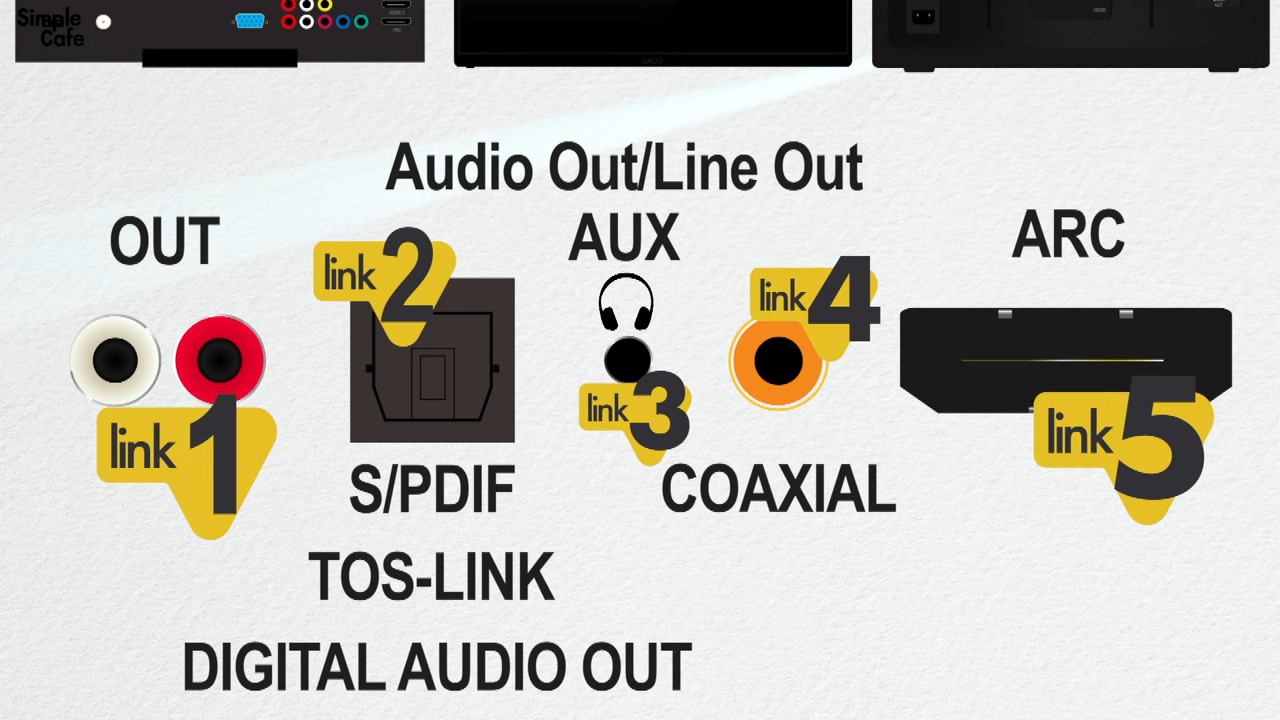 Simple
Cafe
Audio Out/Line Out
OUT
AUX
ARC
link 2
link 4
link 1
link 3
link 5
S/PDIF
COAXIAL
TOS-LINK
DIGITAL AUDIO OUT